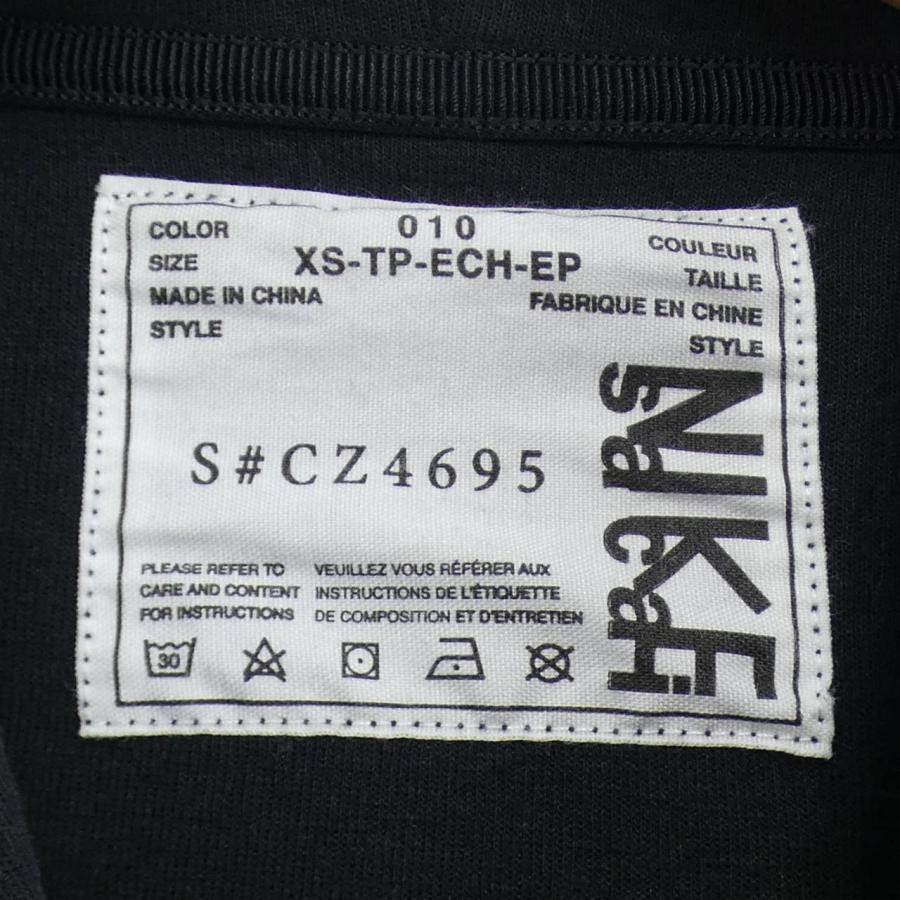 COLOR 010 COULEUR
SIZE XS-TP-ECH-EP TAILLE
MADE IN CHINA FABRIQUE EN CHINE
STYLE STYLE
S#CZ4695
NIKE
sacai
PLEASE REFER TO
CARE AND CONTENT
FOR INSTRUCTIONS
VEUILLEZ VOUS RÉFÉRER AUX
INSTRUCTIONS DE L'ÉTIQUETTE
DE COMPOSITION ET D'ENTRETIEN
30